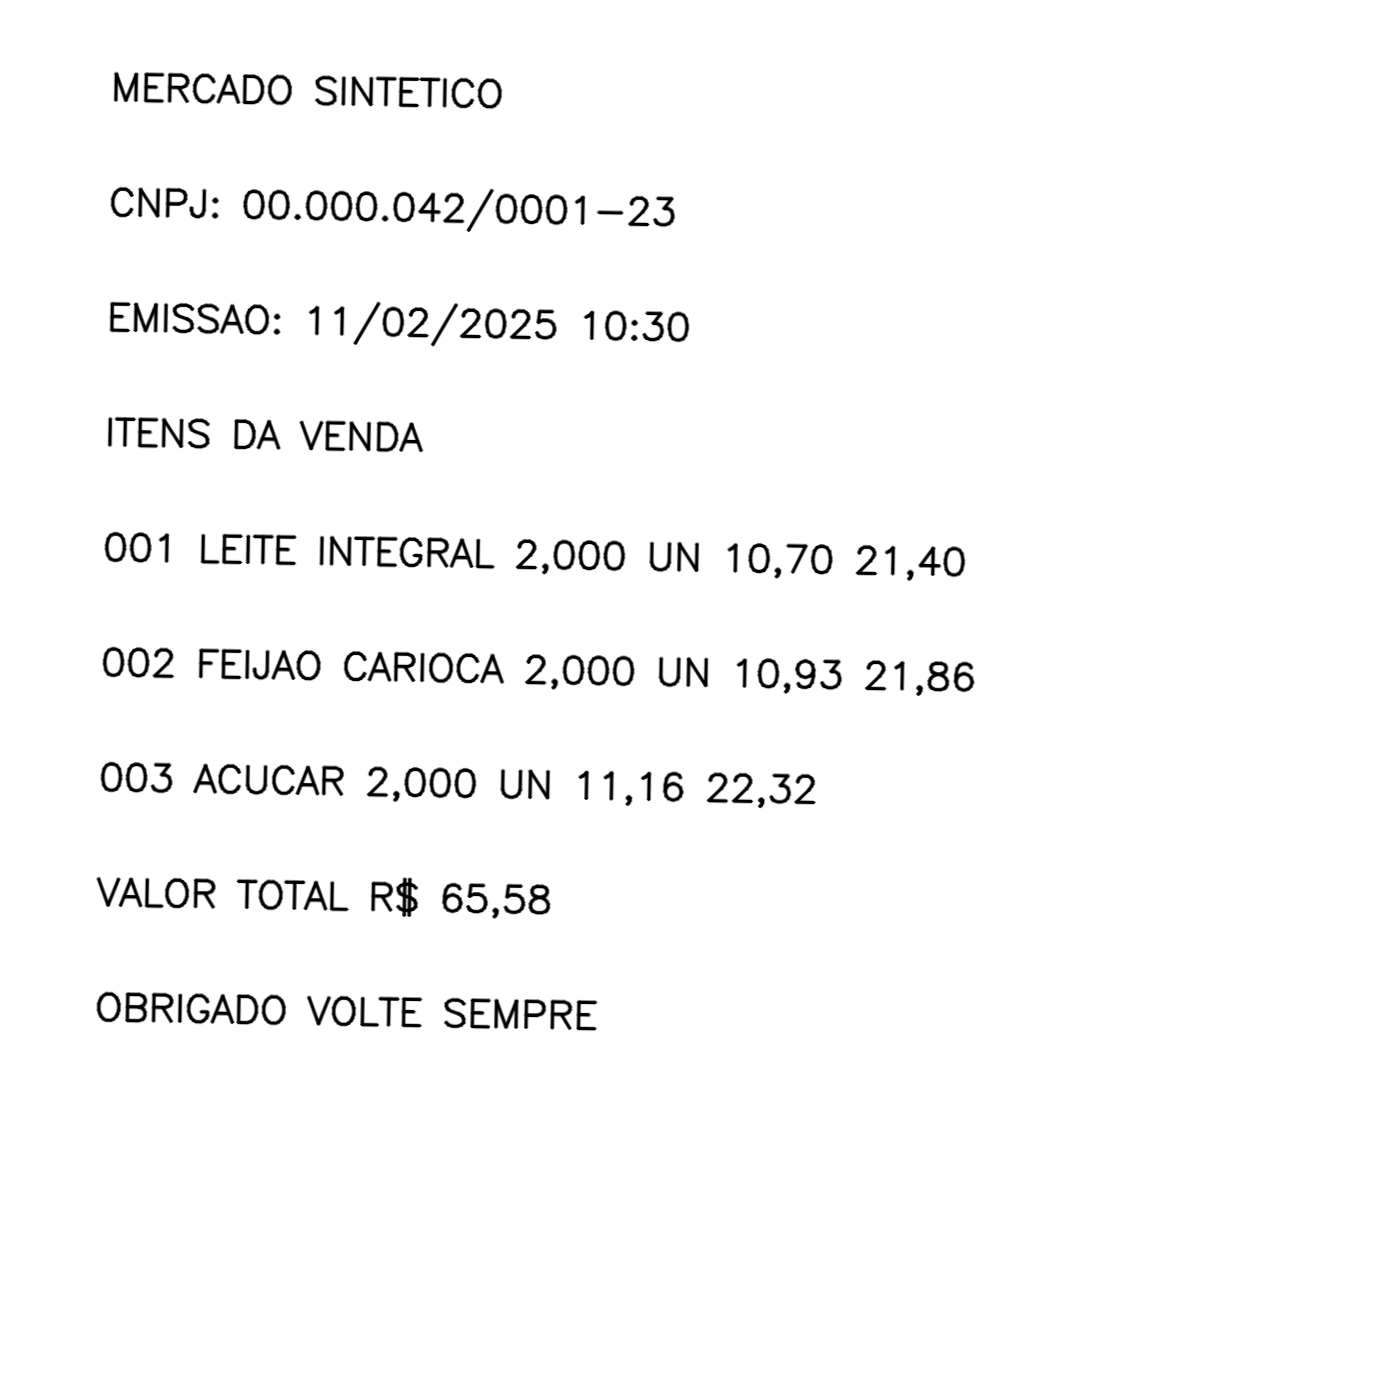 MERCADO SINTETICO
CNPJ: 00.000.042/0001-23
EMISSAO: 11/02/2025 10:30
ITENS DA VENDA
001 LEITE INTEGRAL 2,000 UN 10,70 21,40
002 FEIJAO CARIOCA 2,000 UN 10,93 21,86
003 ACUCAR 2,000 UN 11,16 22,32
VALOR TOTAL R$ 65,58
OBRIGADO VOLTE SEMPRE